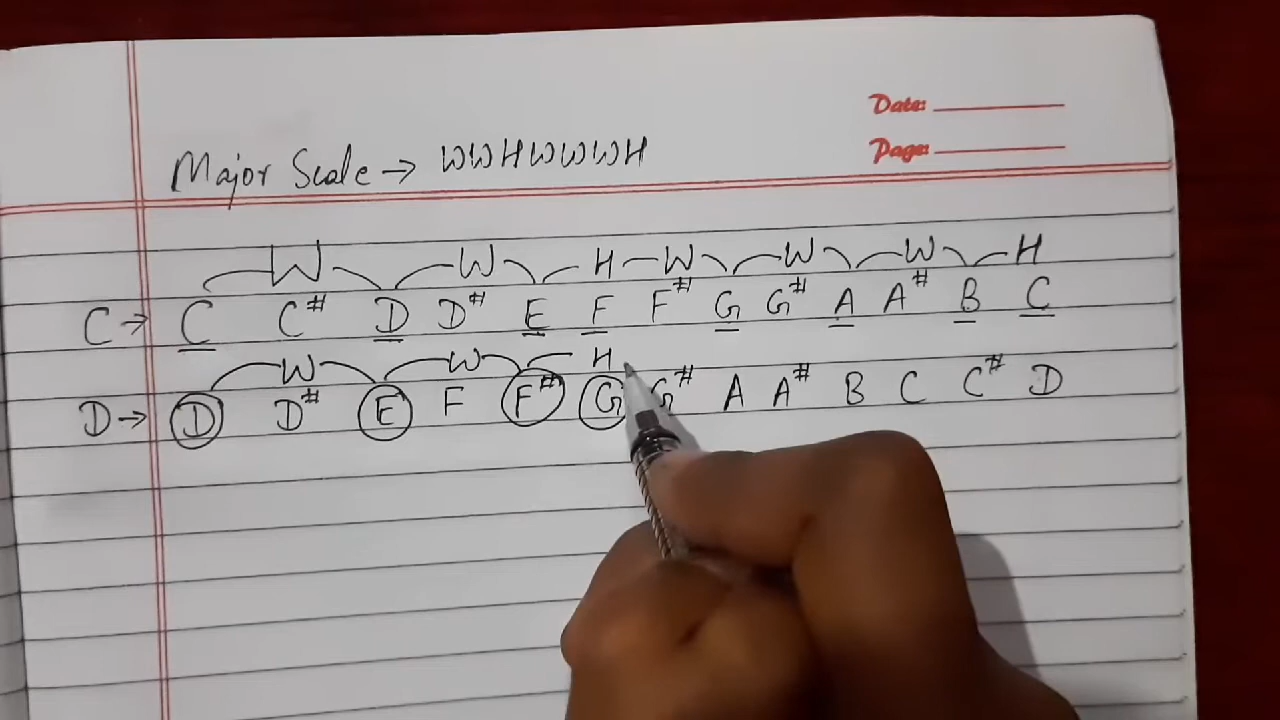 Date:
Page:
Major Scale → WWHWWWH
W W H W W W H
C → C C# D D# E F F# G G# A A# B C
W W H
D → D D# E F F# G G# A A# B C C# D